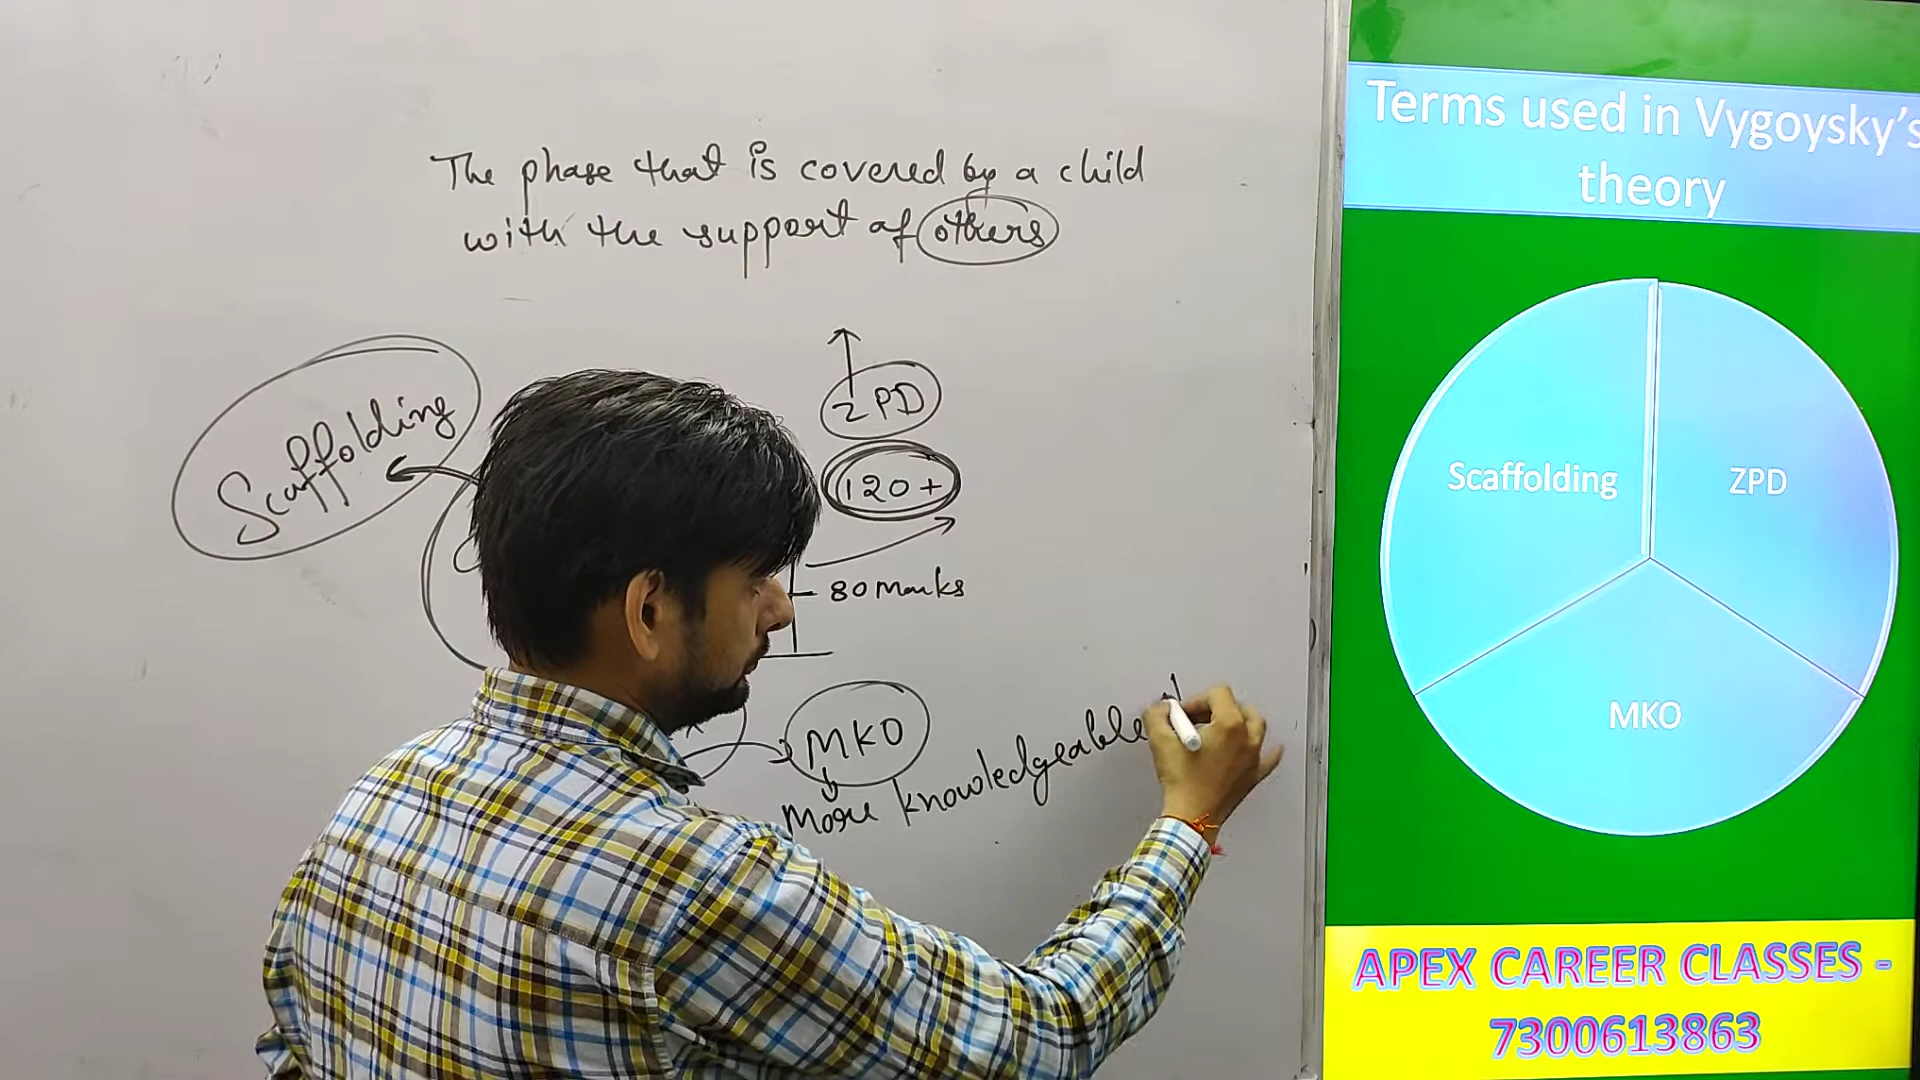 The phase that is covered by a child
with the support of others
Scaffolding
ZPD
120+
80 Marks
MKO
More knowledgeable
Terms used in Vygoysky's
theory
Scaffolding
ZPD
MKO
APEX CAREER CLASSES -
7300613863